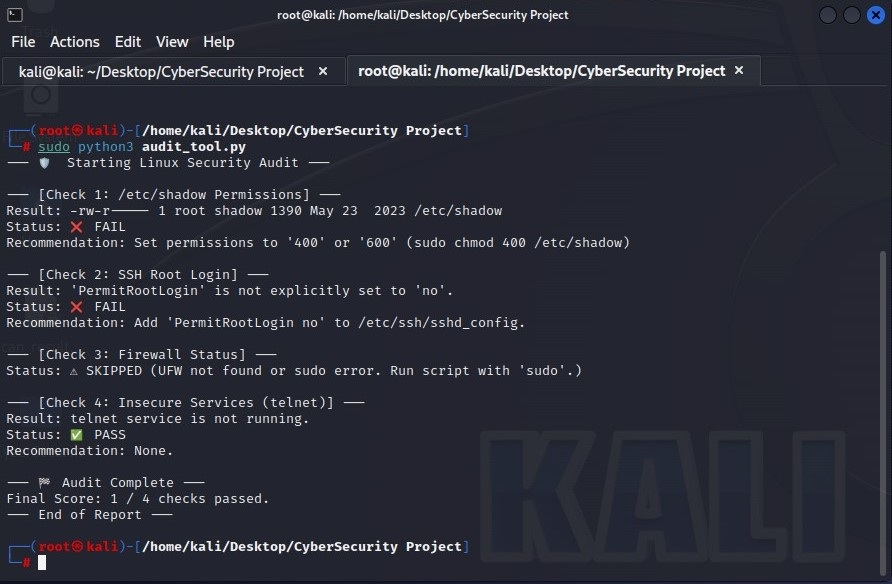 root@kali: /home/kali/Desktop/CyberSecurity Project
File Actions Edit View Help
kali@kali: ~/Desktop/CyberSecurity Project × root@kali: /home/kali/Desktop/CyberSecurity Project ×
┌──(root㉿kali)-[/home/kali/Desktop/CyberSecurity Project]
└─# sudo python3 audit_tool.py
—— 🛡️ Starting Linux Security Audit ——
—— [Check 1: /etc/shadow Permissions] ——
Result: -rw-r----- 1 root shadow 1390 May 23 2023 /etc/shadow
Status: ❌ FAIL
Recommendation: Set permissions to '400' or '600' (sudo chmod 400 /etc/shadow)
—— [Check 2: SSH Root Login] ——
Result: 'PermitRootLogin' is not explicitly set to 'no'.
Status: ❌ FAIL
Recommendation: Add 'PermitRootLogin no' to /etc/ssh/sshd_config.
—— [Check 3: Firewall Status] ——
Status: ⚠ SKIPPED (UFW not found or sudo error. Run script with 'sudo'.)
—— [Check 4: Insecure Services (telnet)] ——
Result: telnet service is not running.
Status: ✅ PASS
Recommendation: None.
—— 🏁 Audit Complete ——
Final Score: 1 / 4 checks passed.
—— End of Report ——
┌──(root㉿kali)-[/home/kali/Desktop/CyberSecurity Project]
└─#
KALI